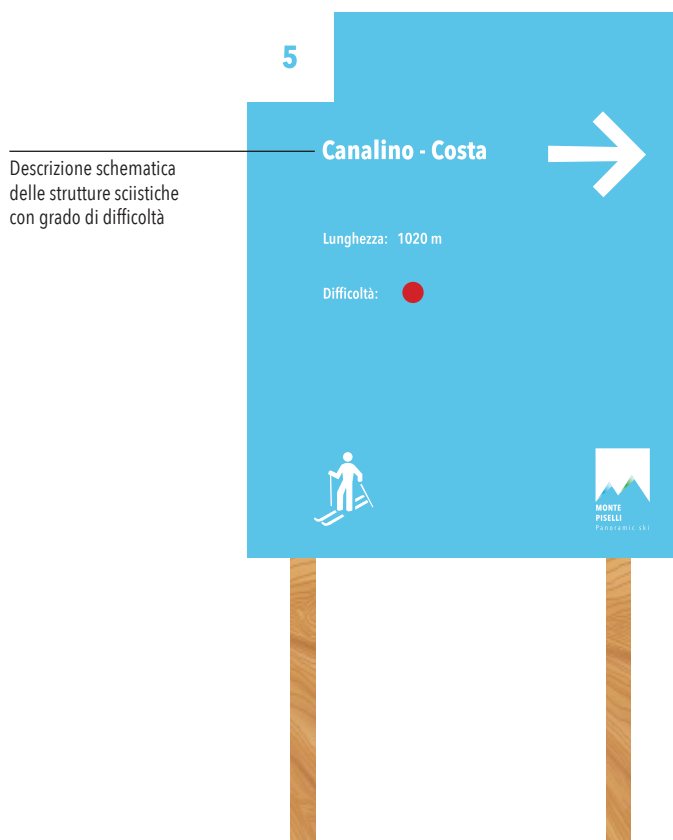 5
Canalino - Costa
Descrizione schematica
delle strutture sciistiche
con grado di difficoltà
Lunghezza: 1020 m
Difficoltà:
MONTE
PISELLI
Panoramic ski